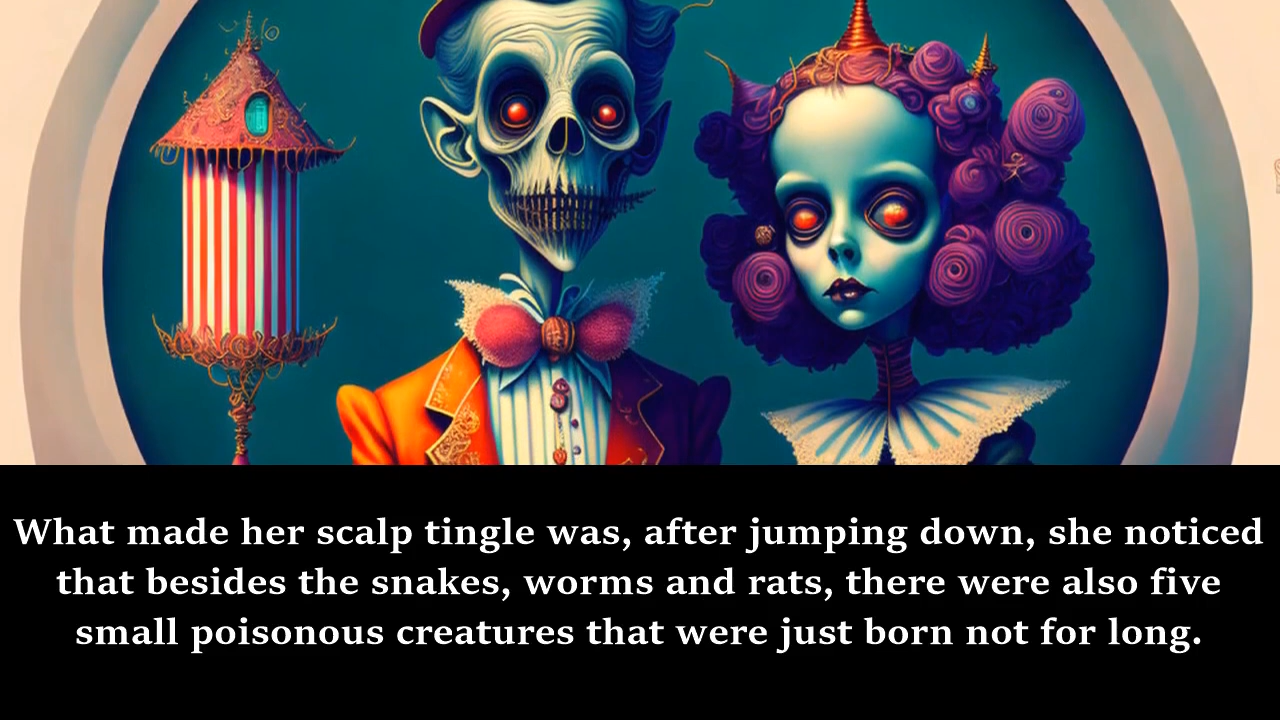 What made her scalp tingle was, after jumping down, she noticed
that besides the snakes, worms and rats, there were also five
small poisonous creatures that were just born not for long.